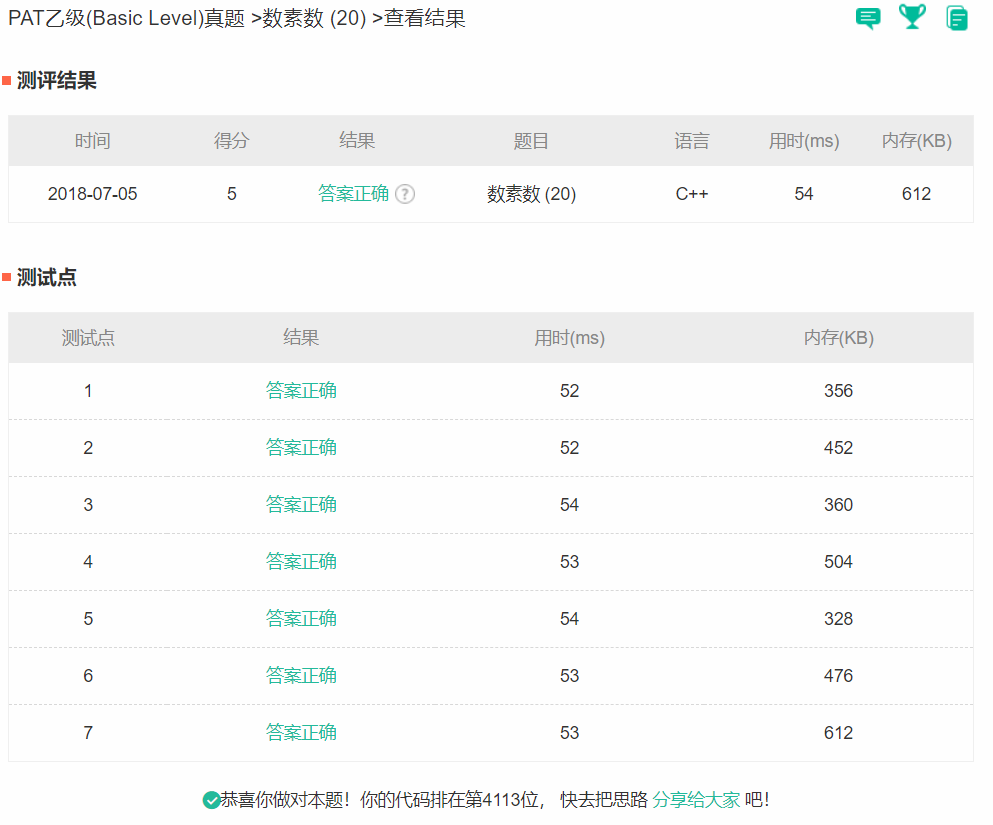 PAT乙级(Basic Level)真题 >数素数 (20) >查看结果
测评结果
时间 得分 结果 题目 语言 用时(ms) 内存(KB)
2018-07-05 5 答案正确 ? 数素数 (20) C++ 54 612
测试点
测试点 结果 用时(ms) 内存(KB)
1 答案正确 52 356
2 答案正确 52 452
3 答案正确 54 360
4 答案正确 53 504
5 答案正确 54 328
6 答案正确 53 476
7 答案正确 53 612
恭喜你做对本题！你的代码排在第4113位， 快去把思路 分享给大家 吧！